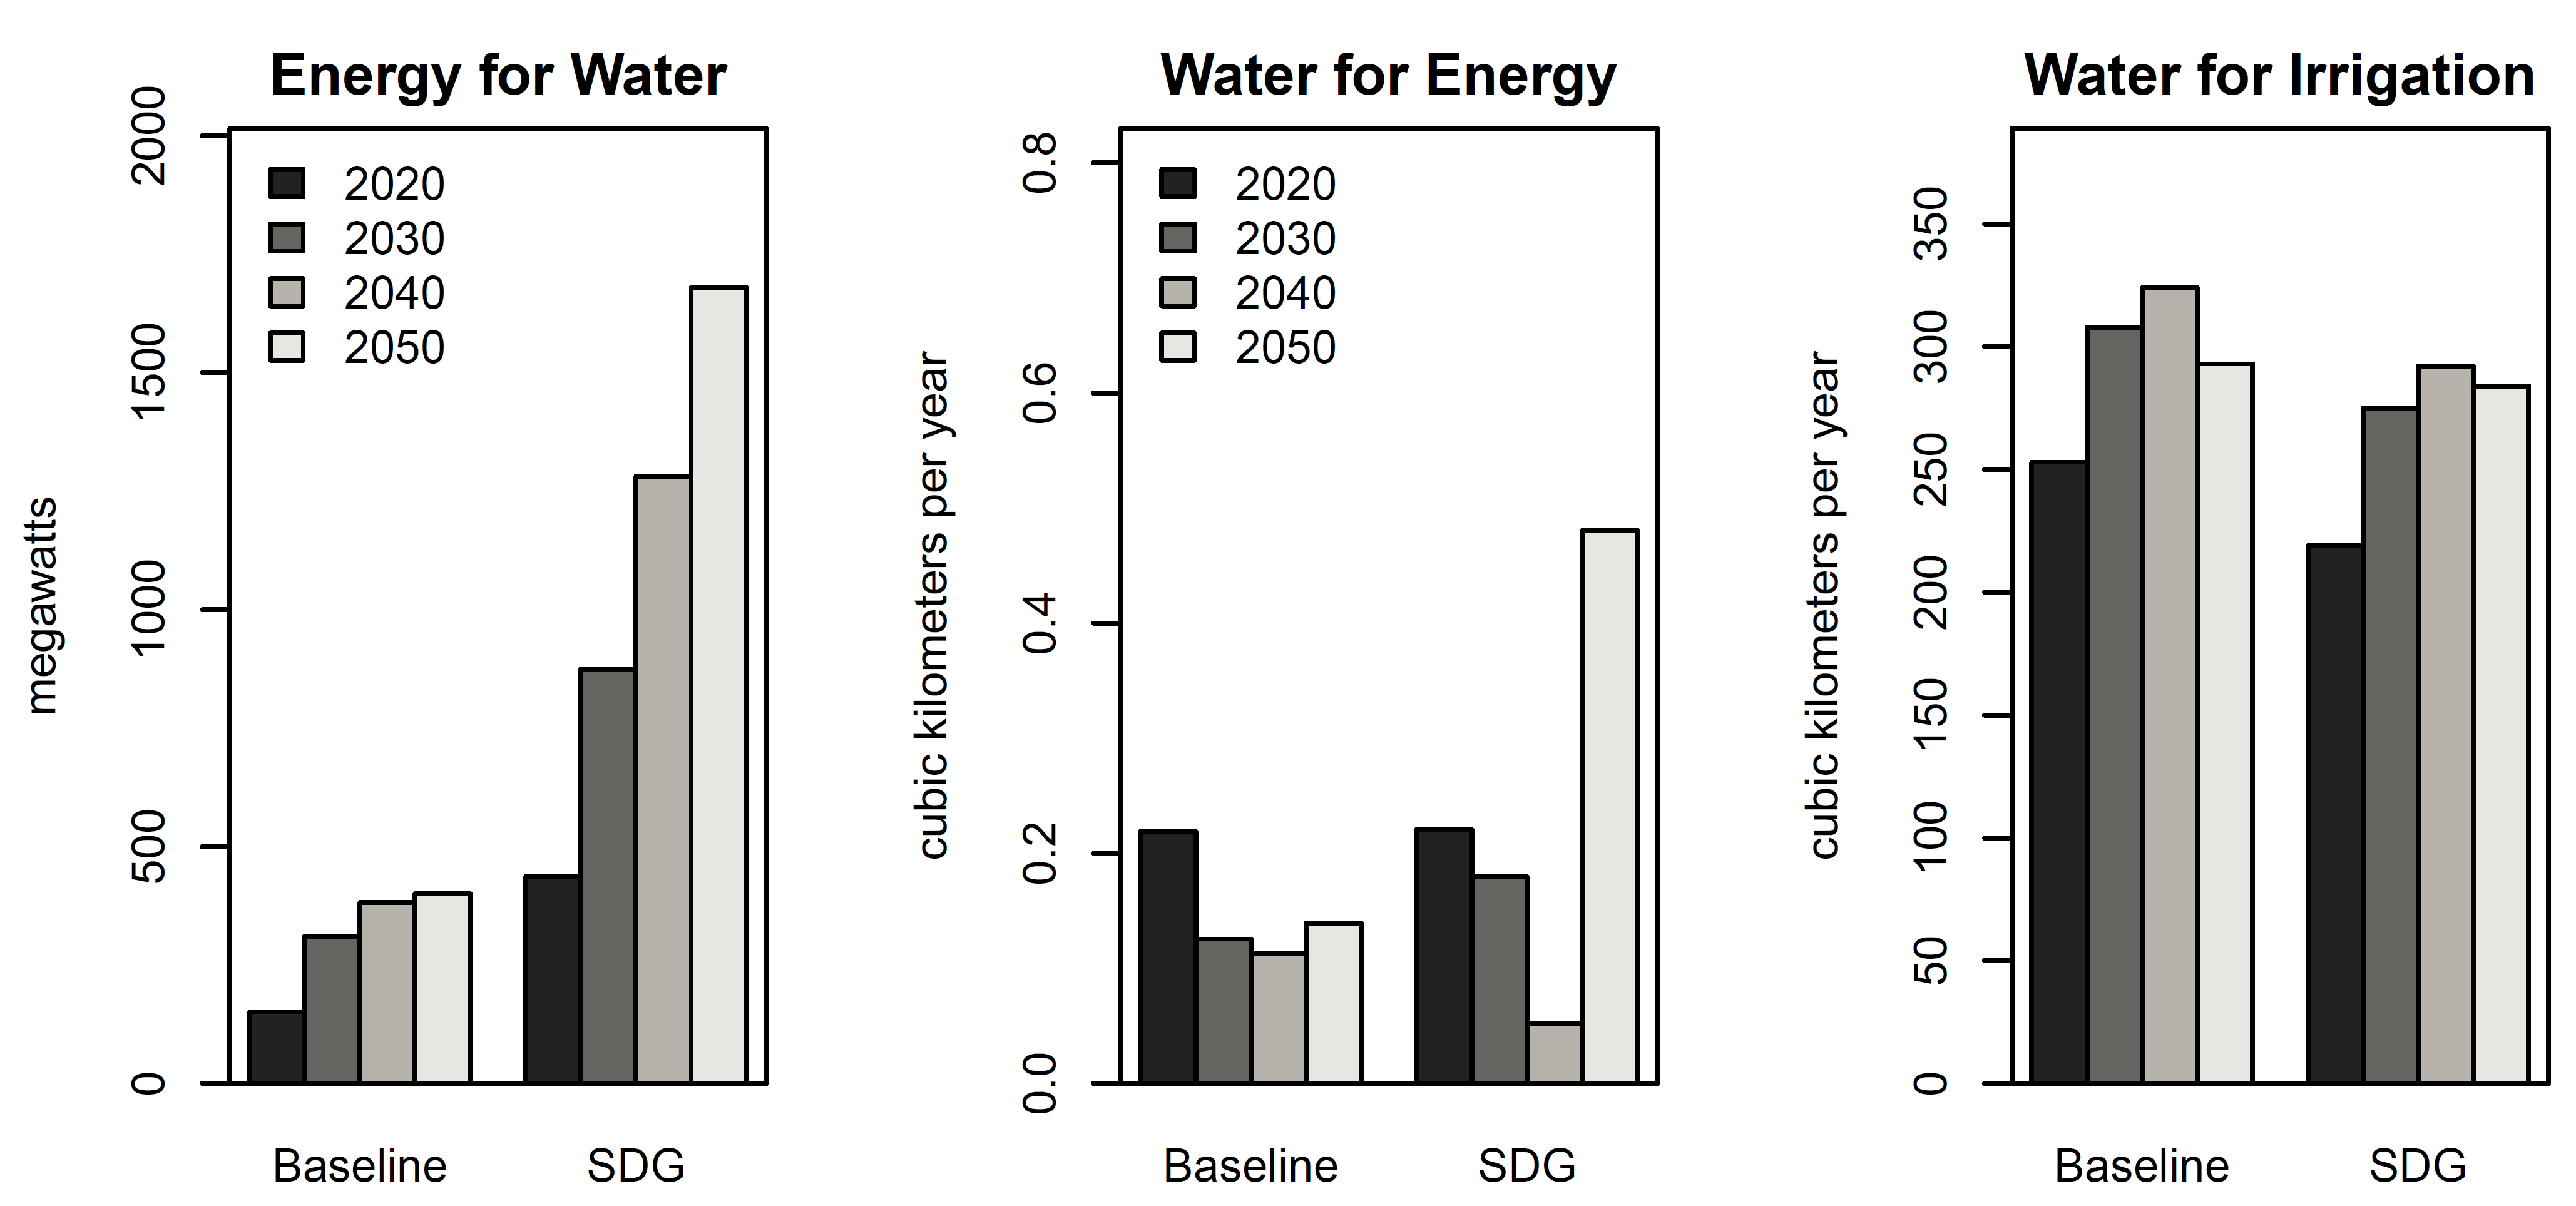 Energy for Water
megawatts
2000
1500
1000
500
0
2020
2030
2040
2050
Baseline SDG
Water for Energy
cubic kilometers per year
0.8
0.6
0.4
0.2
0.0
2020
2030
2040
2050
Baseline SDG
Water for Irrigation
cubic kilometers per year
350
300
250
200
150
100
50
0
Baseline SDG